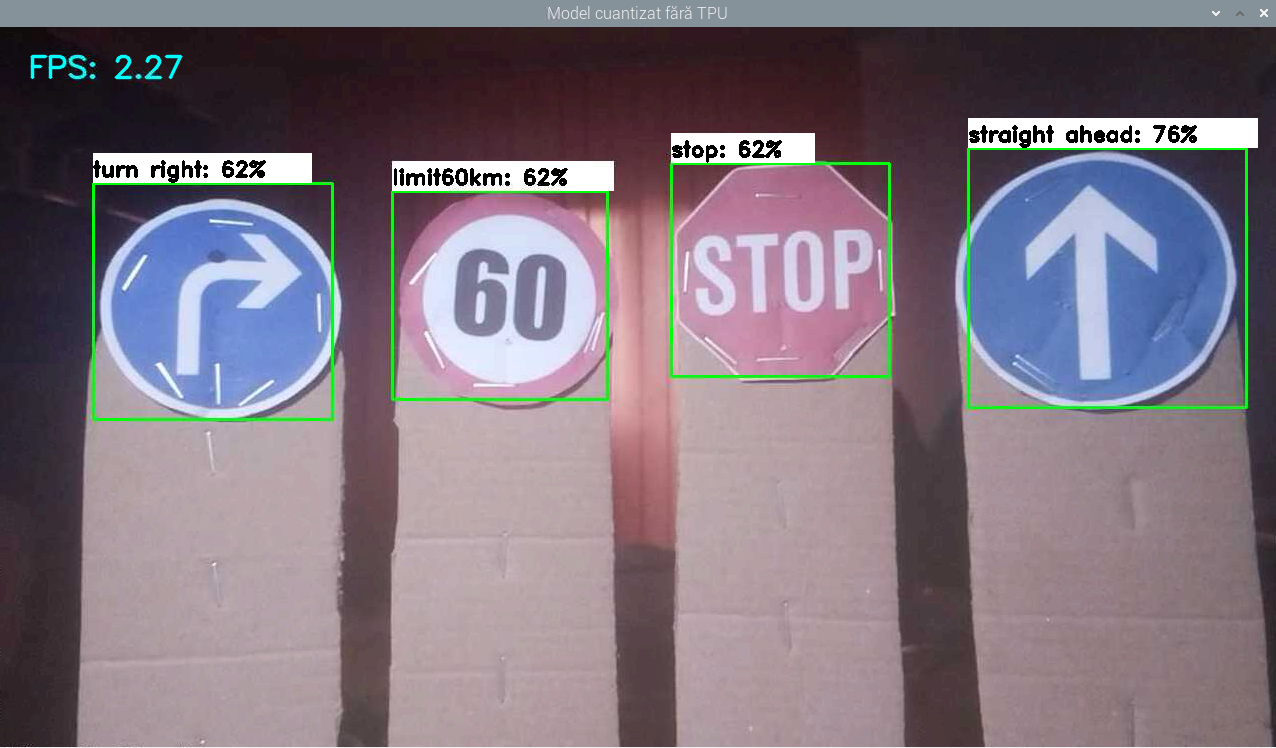 Model cuantizat fără TPU
FPS: 2.27
turn right: 62%
limit60km: 62%
stop: 62%
straight ahead: 76%
60
STOP